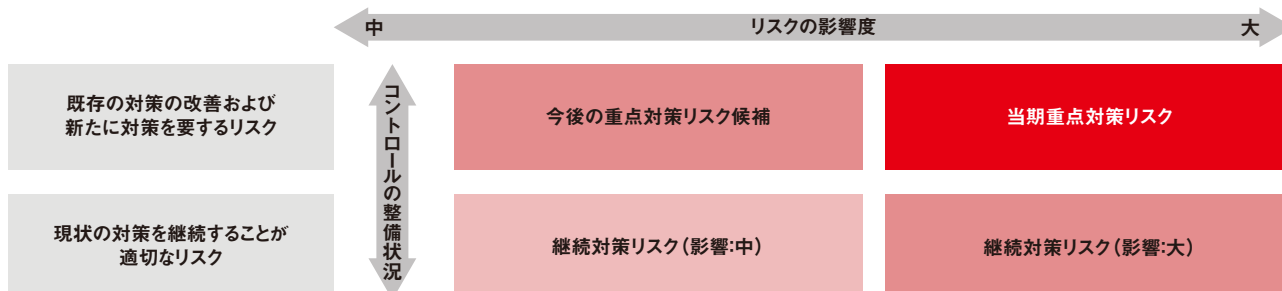 中
リスクの影響度
大
既存の対策の改善および
新たに対策を要するリスク
コントロールの整備状況
今後の重点対策リスク候補
当期重点対策リスク
現状の対策を継続することが
適切なリスク
継続対策リスク(影響:中)
継続対策リスク(影響:大)